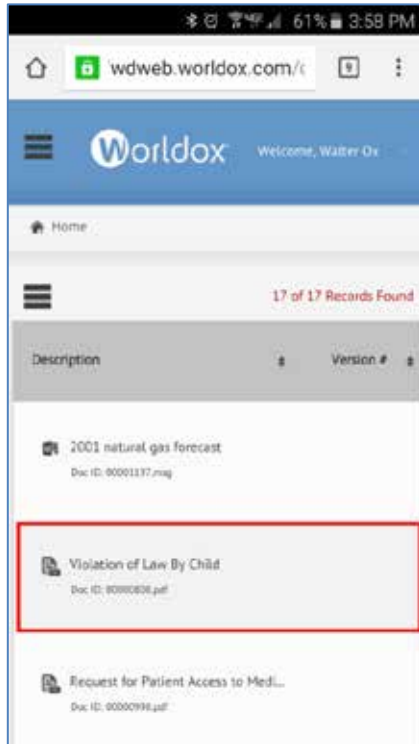 61% 3:58 PM
wdweb.worldox.com/
Worldox Welcome, Walter Ox
Home
17 of 17 Records Found
Description Version #
2001 natural gas forecast
Doc ID: 00001137.msg
Violation of Law By Child
Doc ID: 00000808.pdf
Request for Patient Access to Medi...
Doc ID: 00000998.pdf